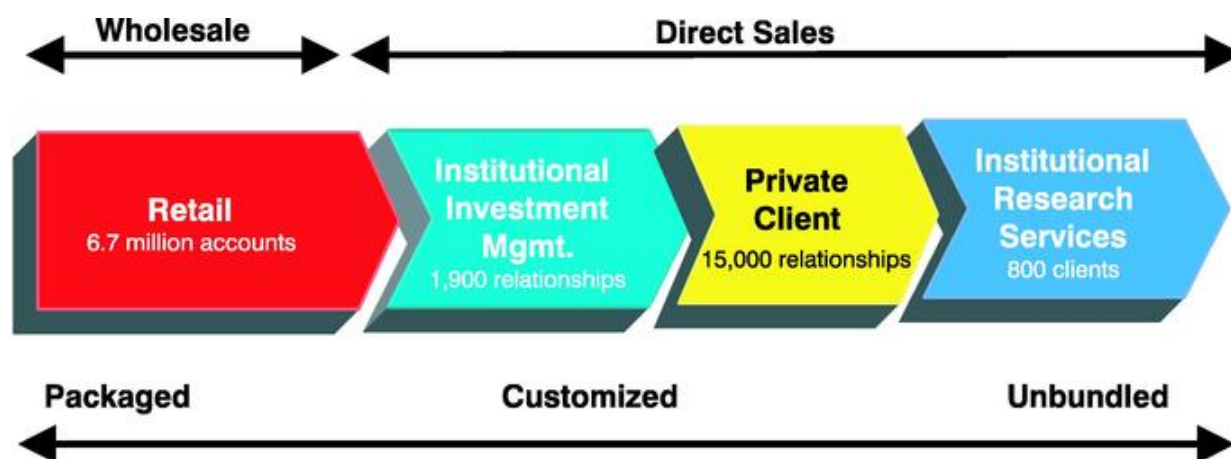 Wholesale
Direct Sales
Retail
6.7 million accounts
Institutional
Investment
Mgmt.
1,900 relationships
Private
Client
15,000 relationships
Institutional
Research
Services
800 clients
Packaged
Customized
Unbundled